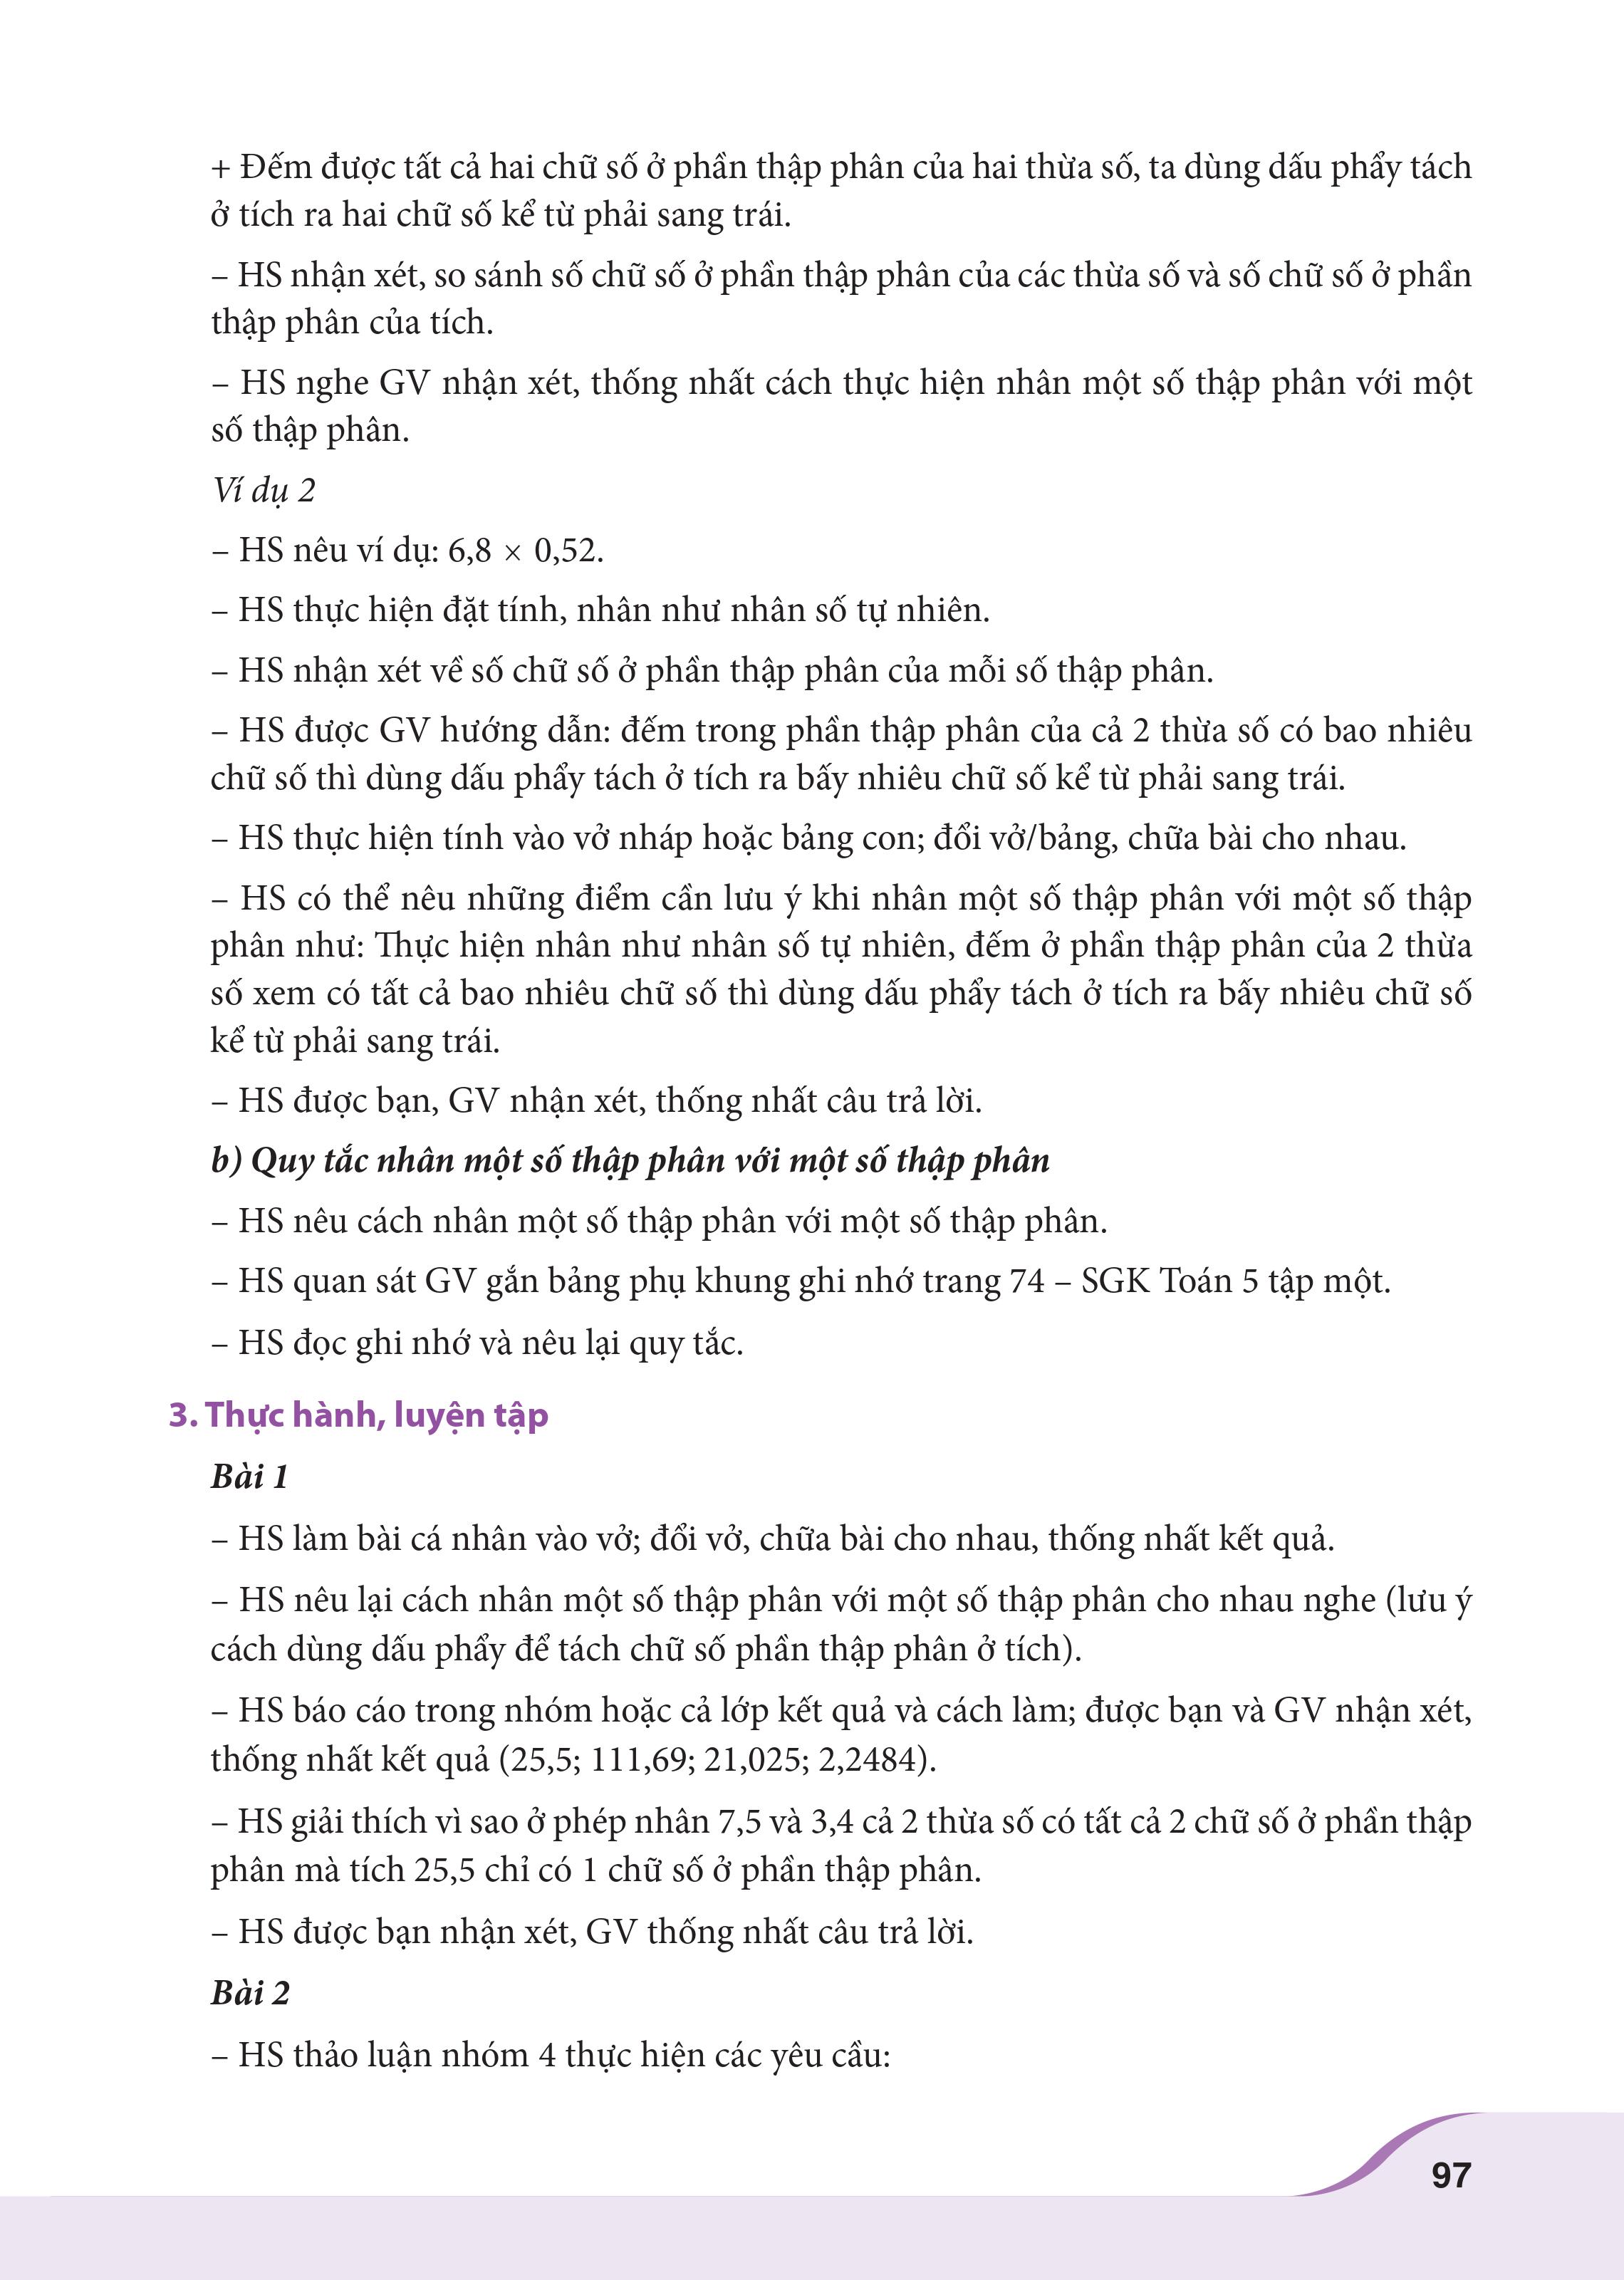 + Đếm được tất cả hai chữ số ở phần thập phân của hai thừa số, ta dùng dấu phẩy tách
ở tích ra hai chữ số kể từ phải sang trái.
– HS nhận xét, so sánh số chữ số ở phần thập phân của các thừa số và số chữ số ở phần
thập phân của tích.
– HS nghe GV nhận xét, thống nhất cách thực hiện nhân một số thập phân với một
số thập phân.
Ví dụ 2
– HS nêu ví dụ: 6,8 × 0,52.
– HS thực hiện đặt tính, nhân như nhân số tự nhiên.
– HS nhận xét về số chữ số ở phần thập phân của mỗi số thập phân.
– HS được GV hướng dẫn: đếm trong phần thập phân của cả 2 thừa số có bao nhiêu
chữ số thì dùng dấu phẩy tách ở tích ra bấy nhiêu chữ số kể từ phải sang trái.
– HS thực hiện tính vào vở nháp hoặc bảng con; đổi vở/bảng, chữa bài cho nhau.
– HS có thể nêu những điểm cần lưu ý khi nhân một số thập phân với một số thập
phân như: Thực hiện nhân như nhân số tự nhiên, đếm ở phần thập phân của 2 thừa
số xem có tất cả bao nhiêu chữ số thì dùng dấu phẩy tách ở tích ra bấy nhiêu chữ số
kể từ phải sang trái.
– HS được bạn, GV nhận xét, thống nhất câu trả lời.
b) Quy tắc nhân một số thập phân với một số thập phân
– HS nêu cách nhân một số thập phân với một số thập phân.
– HS quan sát GV gắn bảng phụ khung ghi nhớ trang 74 – SGK Toán 5 tập một.
– HS đọc ghi nhớ và nêu lại quy tắc.
3. Thực hành, luyện tập
Bài 1
– HS làm bài cá nhân vào vở; đổi vở, chữa bài cho nhau, thống nhất kết quả.
– HS nêu lại cách nhân một số thập phân với một số thập phân cho nhau nghe (lưu ý
cách dùng dấu phẩy để tách chữ số phần thập phân ở tích).
– HS báo cáo trong nhóm hoặc cả lớp kết quả và cách làm; được bạn và GV nhận xét,
thống nhất kết quả (25,5; 111,69; 21,025; 2,2484).
– HS giải thích vì sao ở phép nhân 7,5 và 3,4 cả 2 thừa số có tất cả 2 chữ số ở phần thập
phân mà tích 25,5 chỉ có 1 chữ số ở phần thập phân.
– HS được bạn nhận xét, GV thống nhất câu trả lời.
Bài 2
– HS thảo luận nhóm 4 thực hiện các yêu cầu:
97